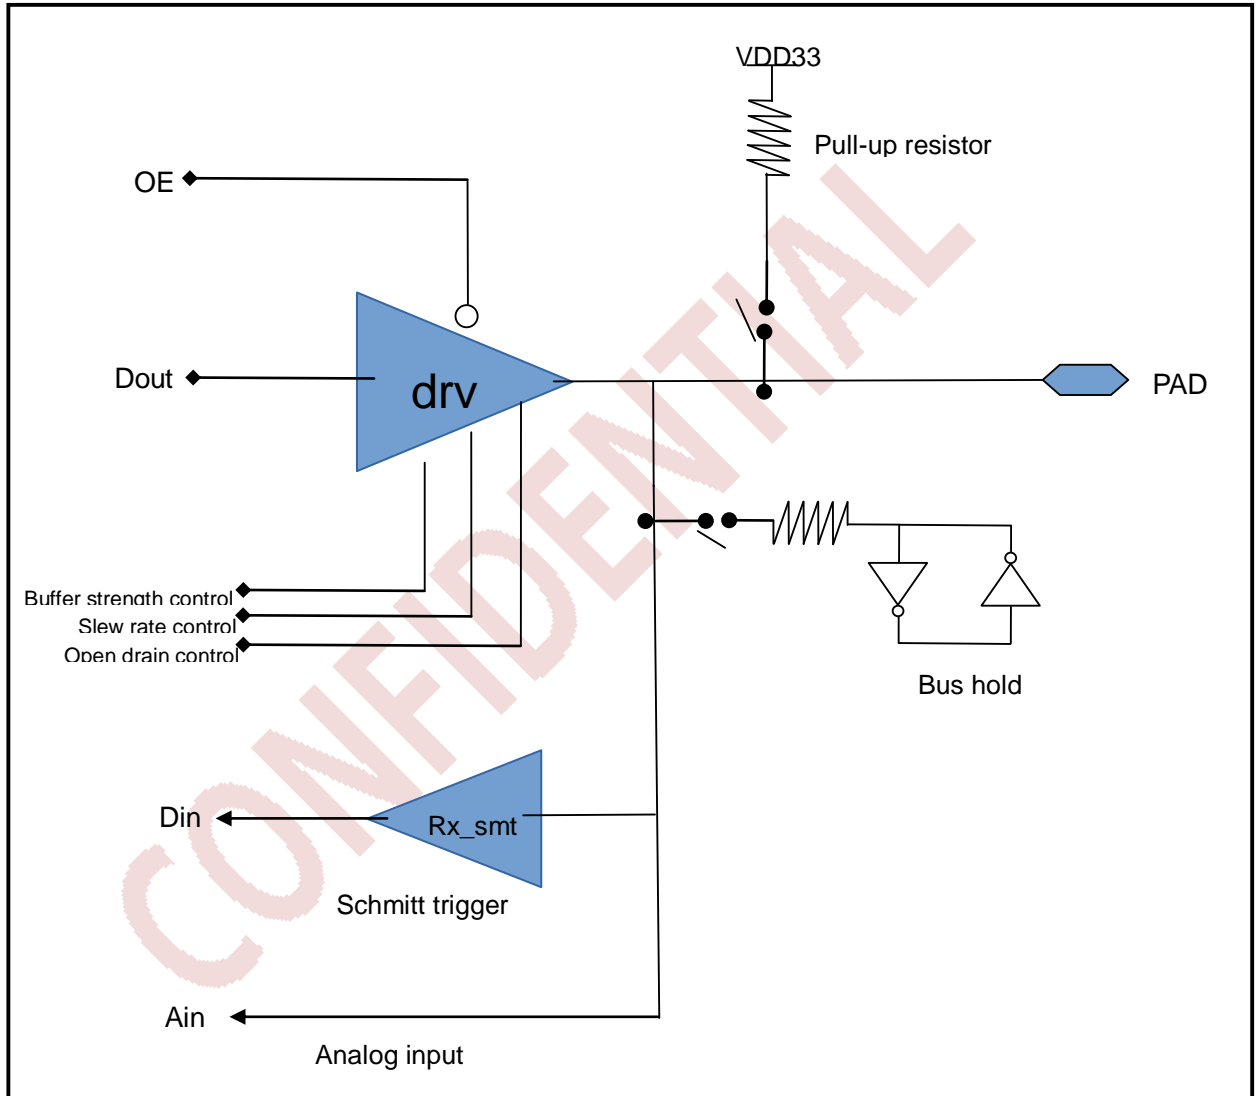 VDD33
Pull-up resistor
OE
Dout
drv
PAD
Buffer strength control
Slew rate control
Open drain control
Bus hold
Din
Rx_smt
Schmitt trigger
Ain
Analog input
CONFIDENTIAL